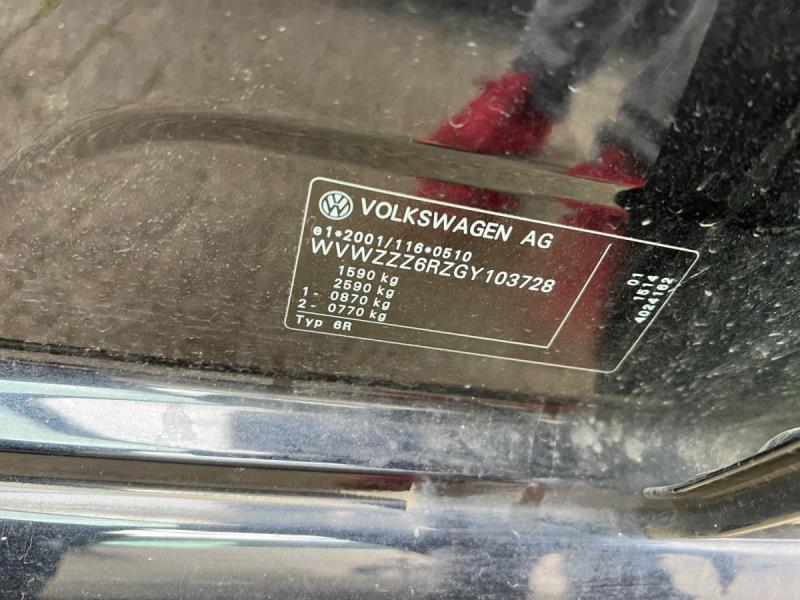 VOLKSWAGEN AG
e1*2001/116*0510
WVWZZZ6RZGY103728
1590 kg
2590 kg
1- 0870 kg
2- 0770 kg
Typ 6R
01
1514
4024162